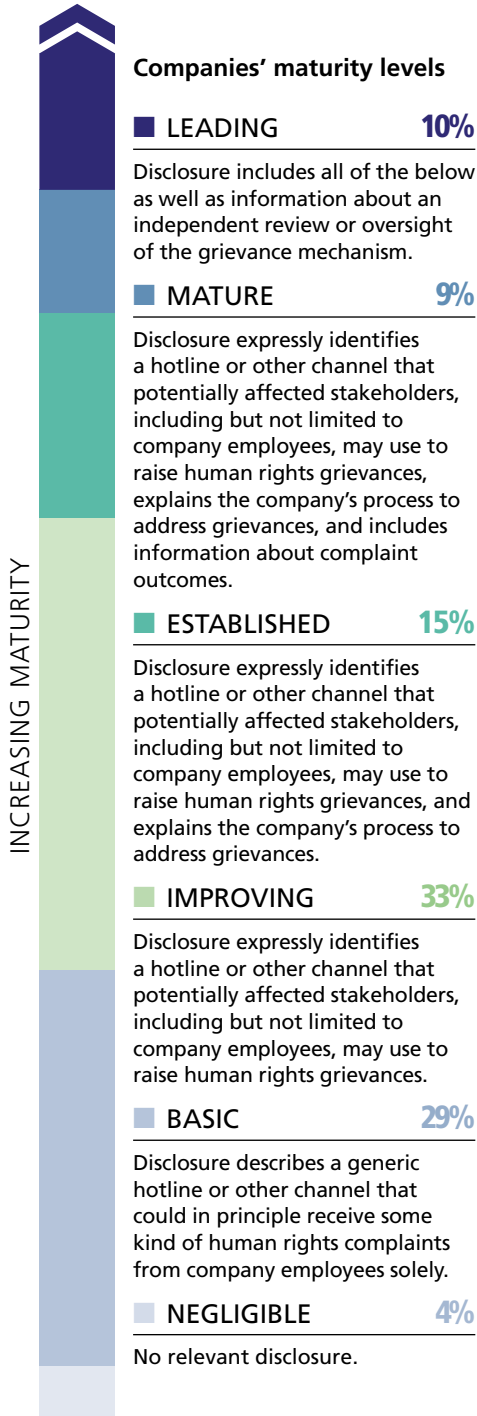 Companies’ maturity levels
LEADING 10%
Disclosure includes all of the below
as well as information about an
independent review or oversight
of the grievance mechanism.
MATURE 9%
Disclosure expressly identifies
a hotline or other channel that
potentially affected stakeholders,
including but not limited to
company employees, may use to
raise human rights grievances,
explains the company’s process to
address grievances, and includes
information about complaint
outcomes.
ESTABLISHED 15%
Disclosure expressly identifies
a hotline or other channel that
potentially affected stakeholders,
including but not limited to
company employees, may use to
raise human rights grievances, and
explains the company’s process to
address grievances.
IMPROVING 33%
Disclosure expressly identifies
a hotline or other channel that
potentially affected stakeholders,
including but not limited to
company employees, may use to
raise human rights grievances.
BASIC 29%
Disclosure describes a generic
hotline or other channel that
could in principle receive some
kind of human rights complaints
from company employees solely.
NEGLIGIBLE 4%
No relevant disclosure.
INCREASING MATURITY